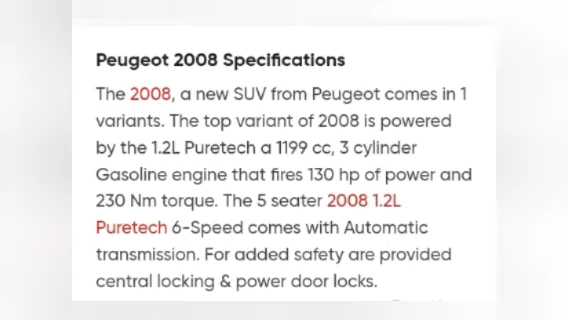 Peugeot 2008 Specifications
The 2008, a new SUV from Peugeot comes in 1
variants. The top variant of 2008 is powered
by the 1.2L Puretech a 1199 cc, 3 cylinder
Gasoline engine that fires 130 hp of power and
230 Nm torque. The 5 seater 2008 1.2L
Puretech 6-Speed comes with Automatic
transmission. For added safety are provided
central locking & power door locks.